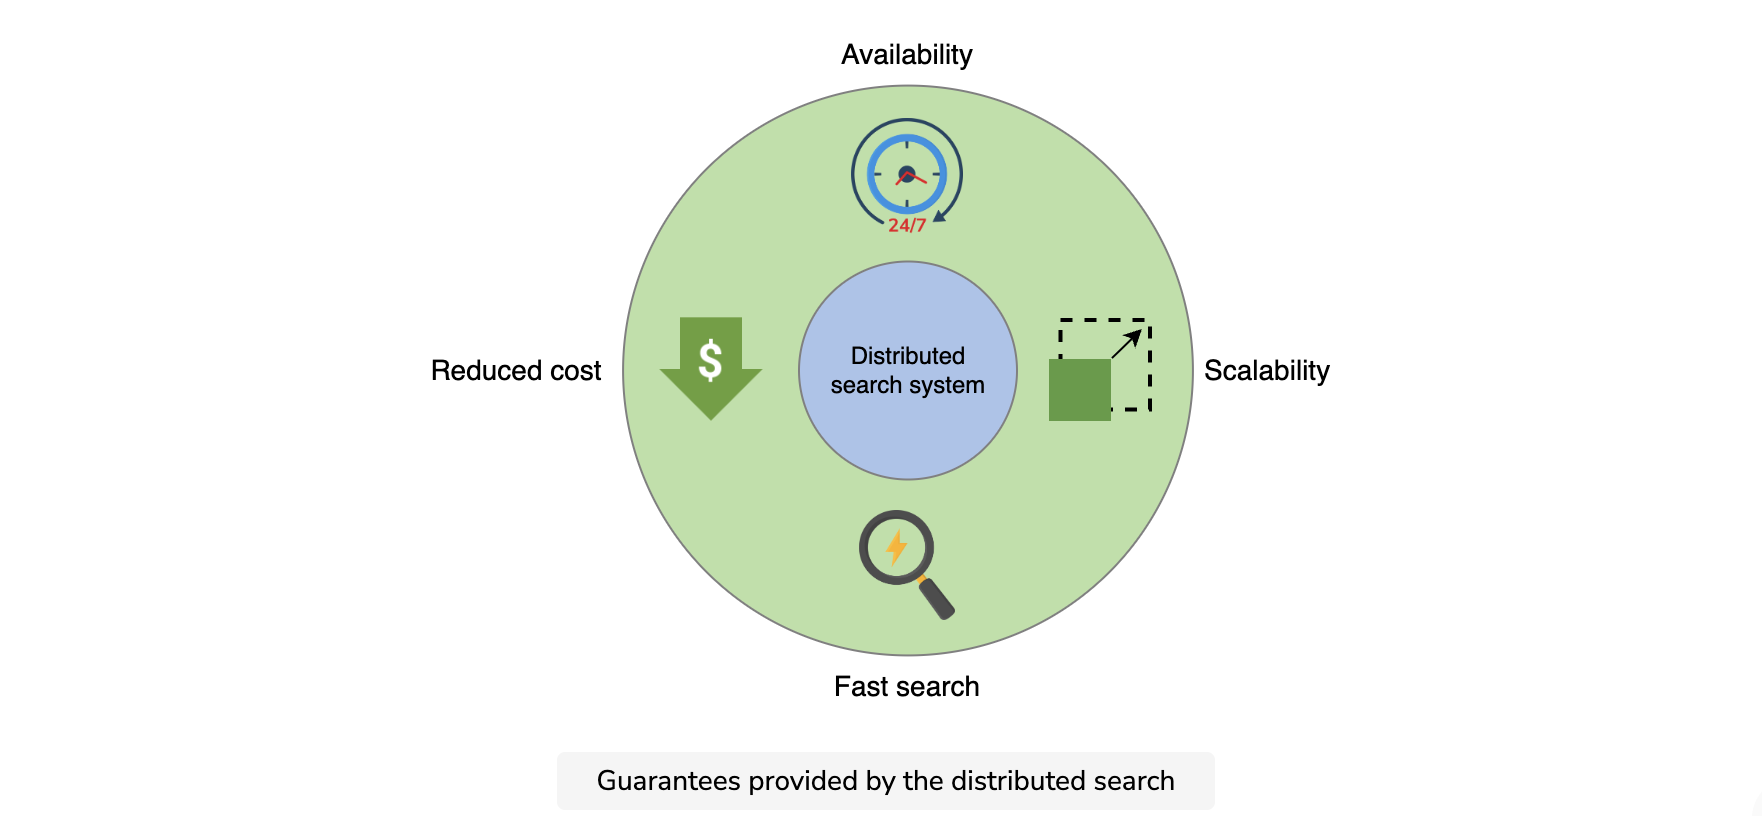 Availability
24/7
Reduced cost
$
Distributed
search system
Scalability
Fast search
Guarantees provided by the distributed search